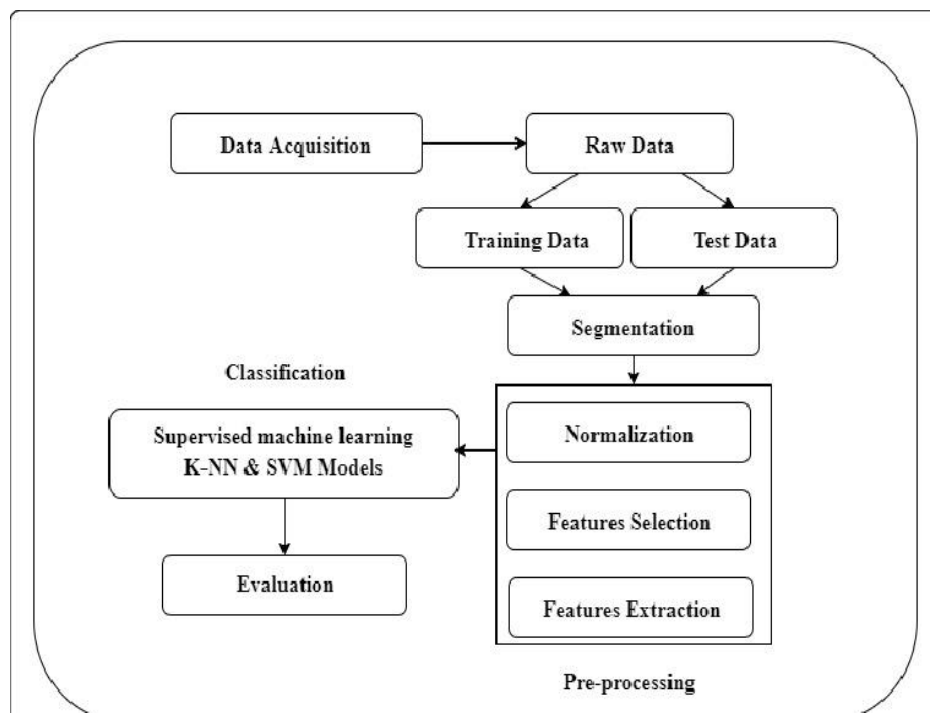 Data Acquisition
Raw Data
Training Data
Test Data
Segmentation
Classification
Supervised machine learning
K-NN & SVM Models
Normalization
Features Selection
Evaluation
Features Extraction
Pre-processing